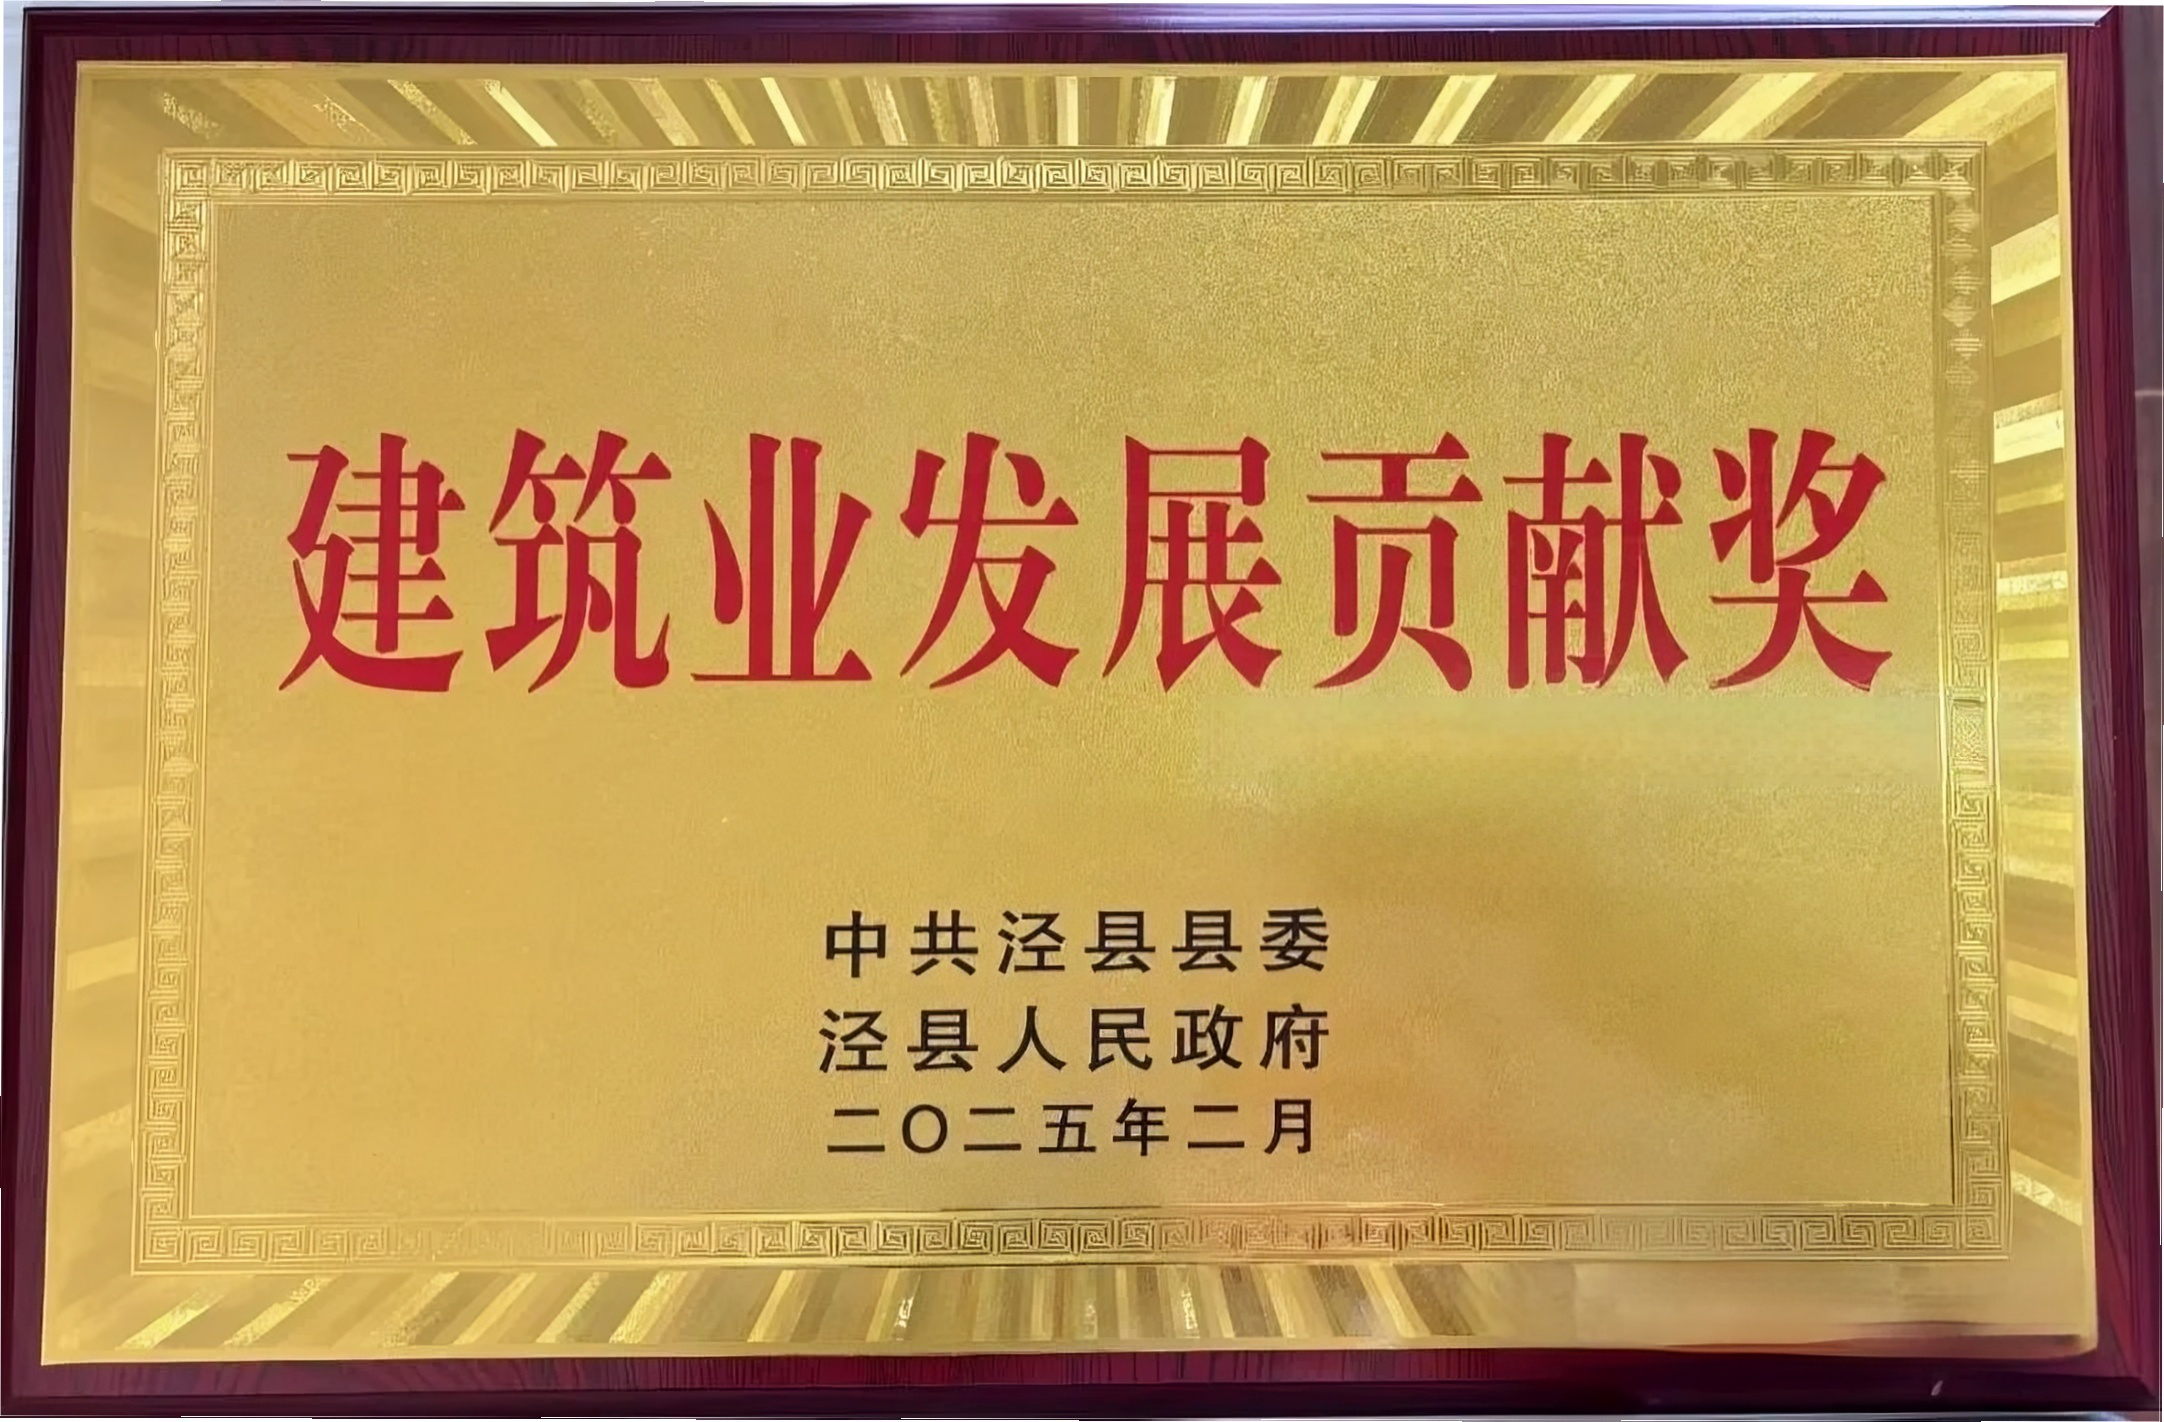 建筑业发展贡献奖
中共泾县县委
泾县人民政府
二〇二五年二月